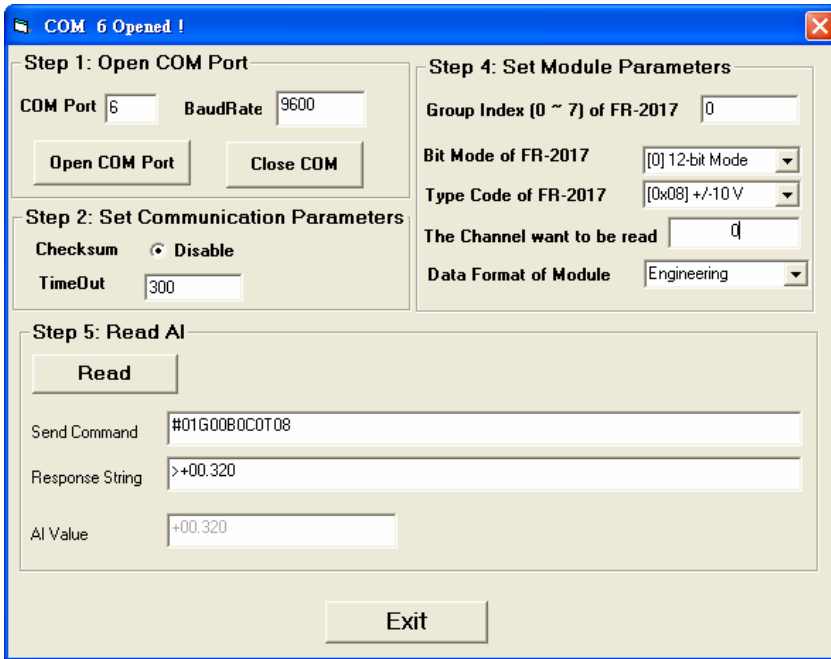 COM 6 Opened !
Step 1: Open COM Port
COM Port 6 BaudRate 9600
Open COM Port Close COM
Step 2: Set Communication Parameters
Checksum Disable
TimeOut 300
Step 4: Set Module Parameters
Group Index (0 ~ 7) of FR-2017 0
Bit Mode of FR-2017 [0] 12-bit Mode
Type Code of FR-2017 [0x08] +/-10 V
The Channel want to be read 0
Data Format of Module Engineering
Step 5: Read AI
Read
Send Command #01G00B0C0T08
Response String >+00.320
AI Value +00.320
Exit